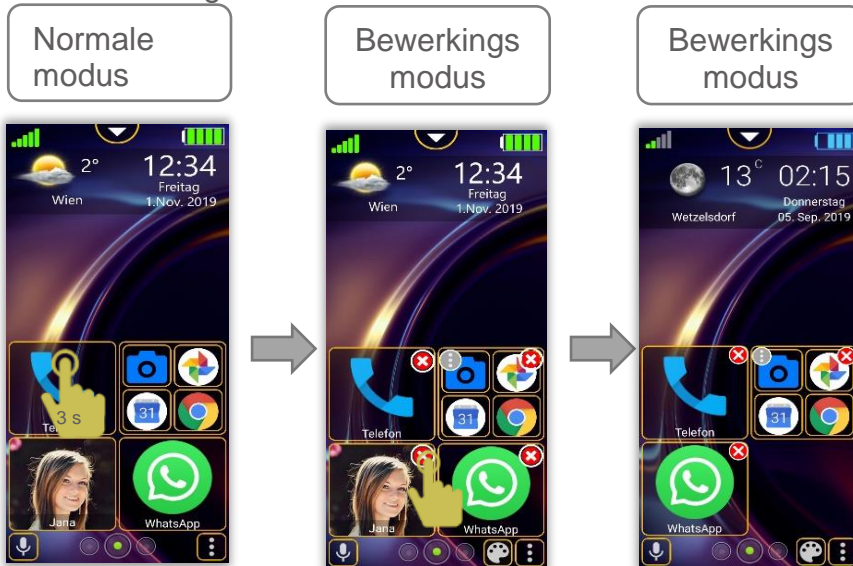 Normale
modus
Bewerkings
modus
Bewerkings
modus
2°
12:34
Wien
Freitag
1.Nov. 2019
3 s
31
Jana
WhatsApp
2°
12:34
Wien
Freitag
1.Nov. 2019
Telefon
31
Jana
WhatsApp
13°C
02:15
Wetzelsdorf
Donnerstag
05. Sep. 2019
Telefon
31
WhatsApp